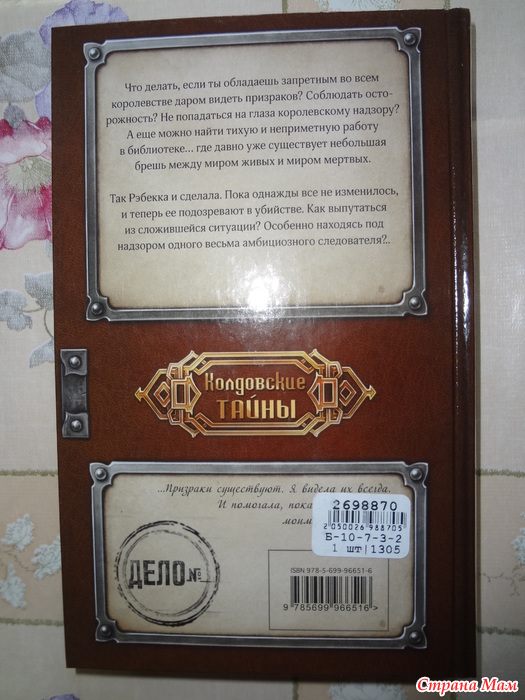 Что делать, если ты обладаешь запретным во всем
королевстве даром видеть призраков? Соблюдать осто-
рожность? Не попадаться на глаза королевскому надзору?
А еще можно найти тихую и неприметную работу
в библиотеке... где давно уже существует небольшая
брешь между миром живых и миром мертвых.
Так Рэбекка и сделала. Пока однажды все не изменилось,
и теперь ее подозревают в убийстве. Как выпутаться
из сложившейся ситуации? Особенно находясь под
надзором одного весьма амбициозного следователя?..
Колдовские
ТАЙНЫ
...Призраки существуют. Я видела их всегда.
И помогала, пока
моим
2698870
2050026988705
Б-10-7-3-2
1 шт|1305
ДЕЛО №
ISBN 978-5-699-96651-6
9 785699 966516 >
Страна Мам